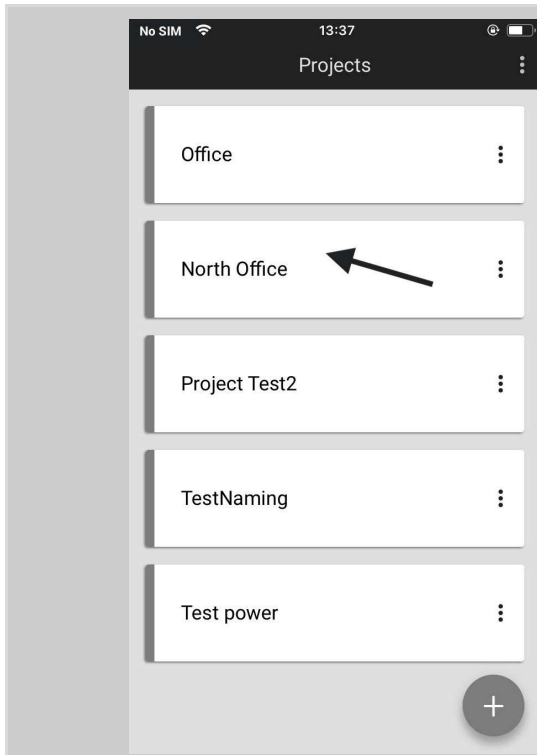 No SIM 13:37
Projects
Office
North Office
Project Test2
TestNaming
Test power